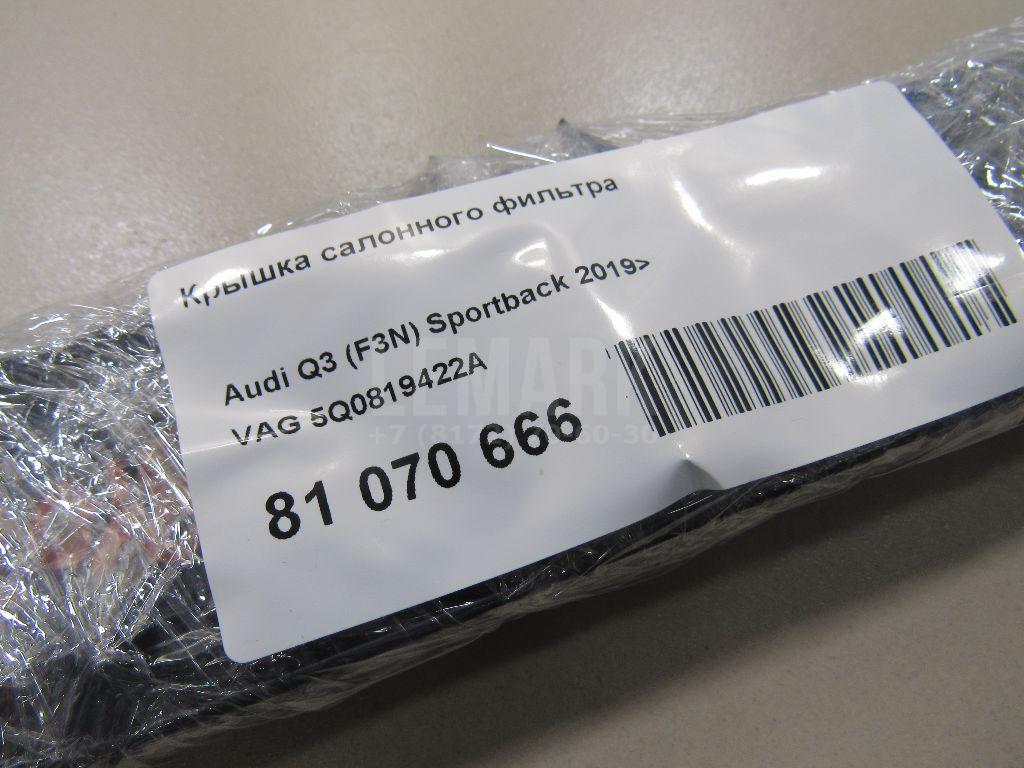 Крышка салонного фильтра
Audi Q3 (F3N) Sportback 2019>
VAG 5Q0819422A
81 070 666